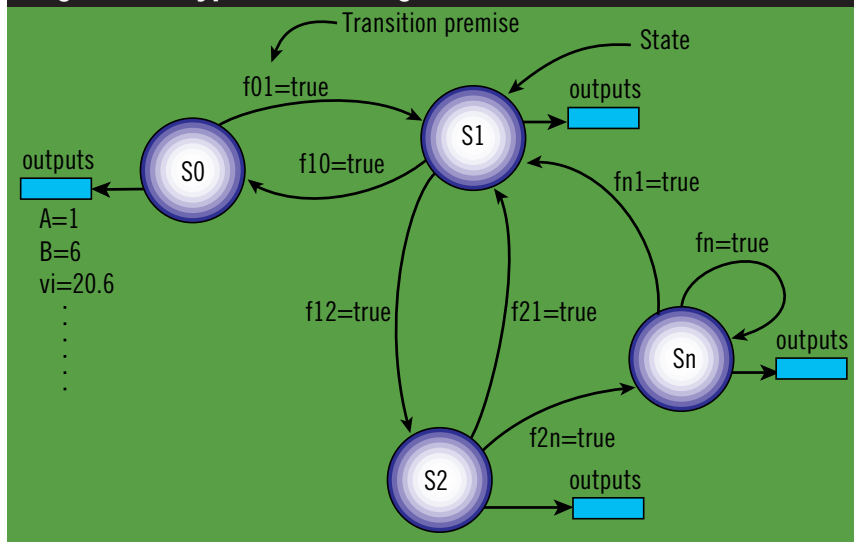 Transition premise
State
f01=true
outputs
S1
outputs
S0
f10=true
fn1=true
A=1
B=6
vi=20.6
fn=true
f12=true
f21=true
outputs
Sn
f2n=true
S2
outputs